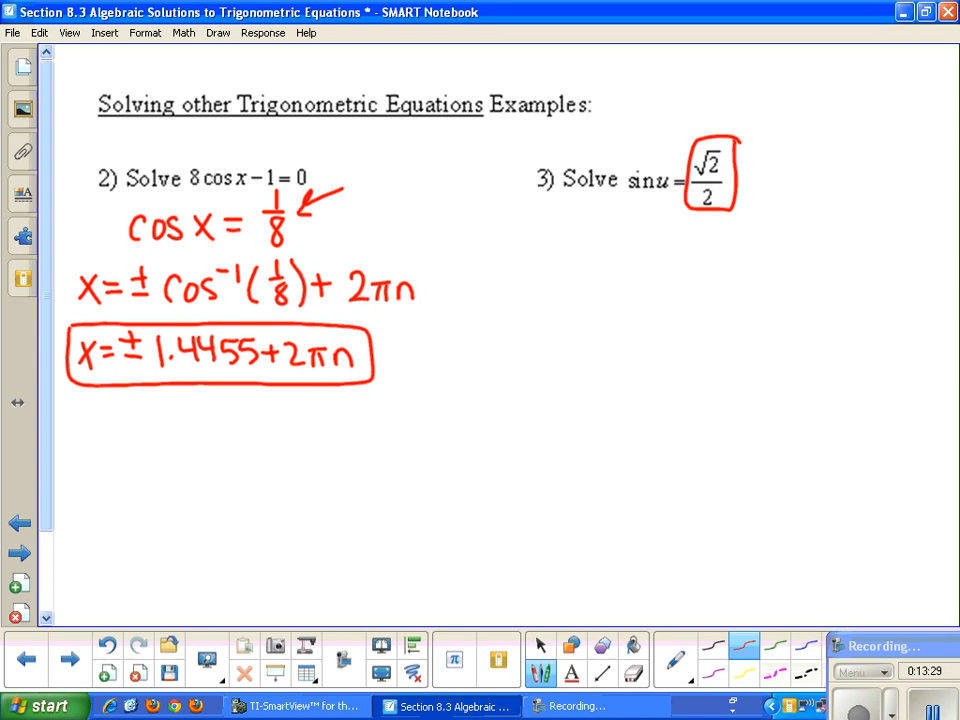 Section 8.3 Algebraic Solutions to Trigonometric Equations * - SMART Notebook
File Edit View Insert Format Math Draw Response Help
Solving other Trigonometric Equations Examples:
2) Solve 8 cos x − 1 = 0
cos x = 1/8
x = ± cos⁻¹(1/8) + 2πn
x = ± 1.4455 + 2πn
3) Solve sin u = √2/2
Recording...
Menu
0:13:29
start
TI-SmartView™ for th...
Section 8.3 Algebraic ...
Recording...